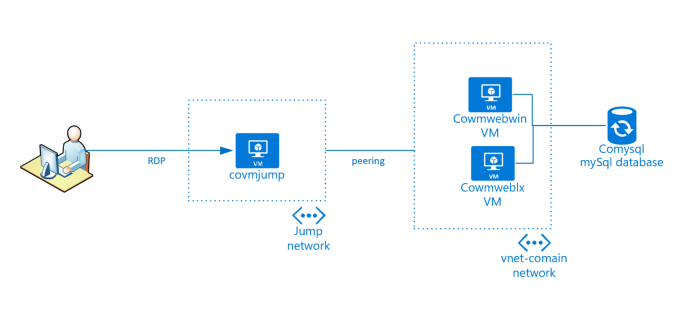 RDP
VM
covmjump
Jump
network
peering
VM
Cowmwebwin
VM
VM
Cowmweblx
VM
vnet-comain
network
Comysql
mySql database